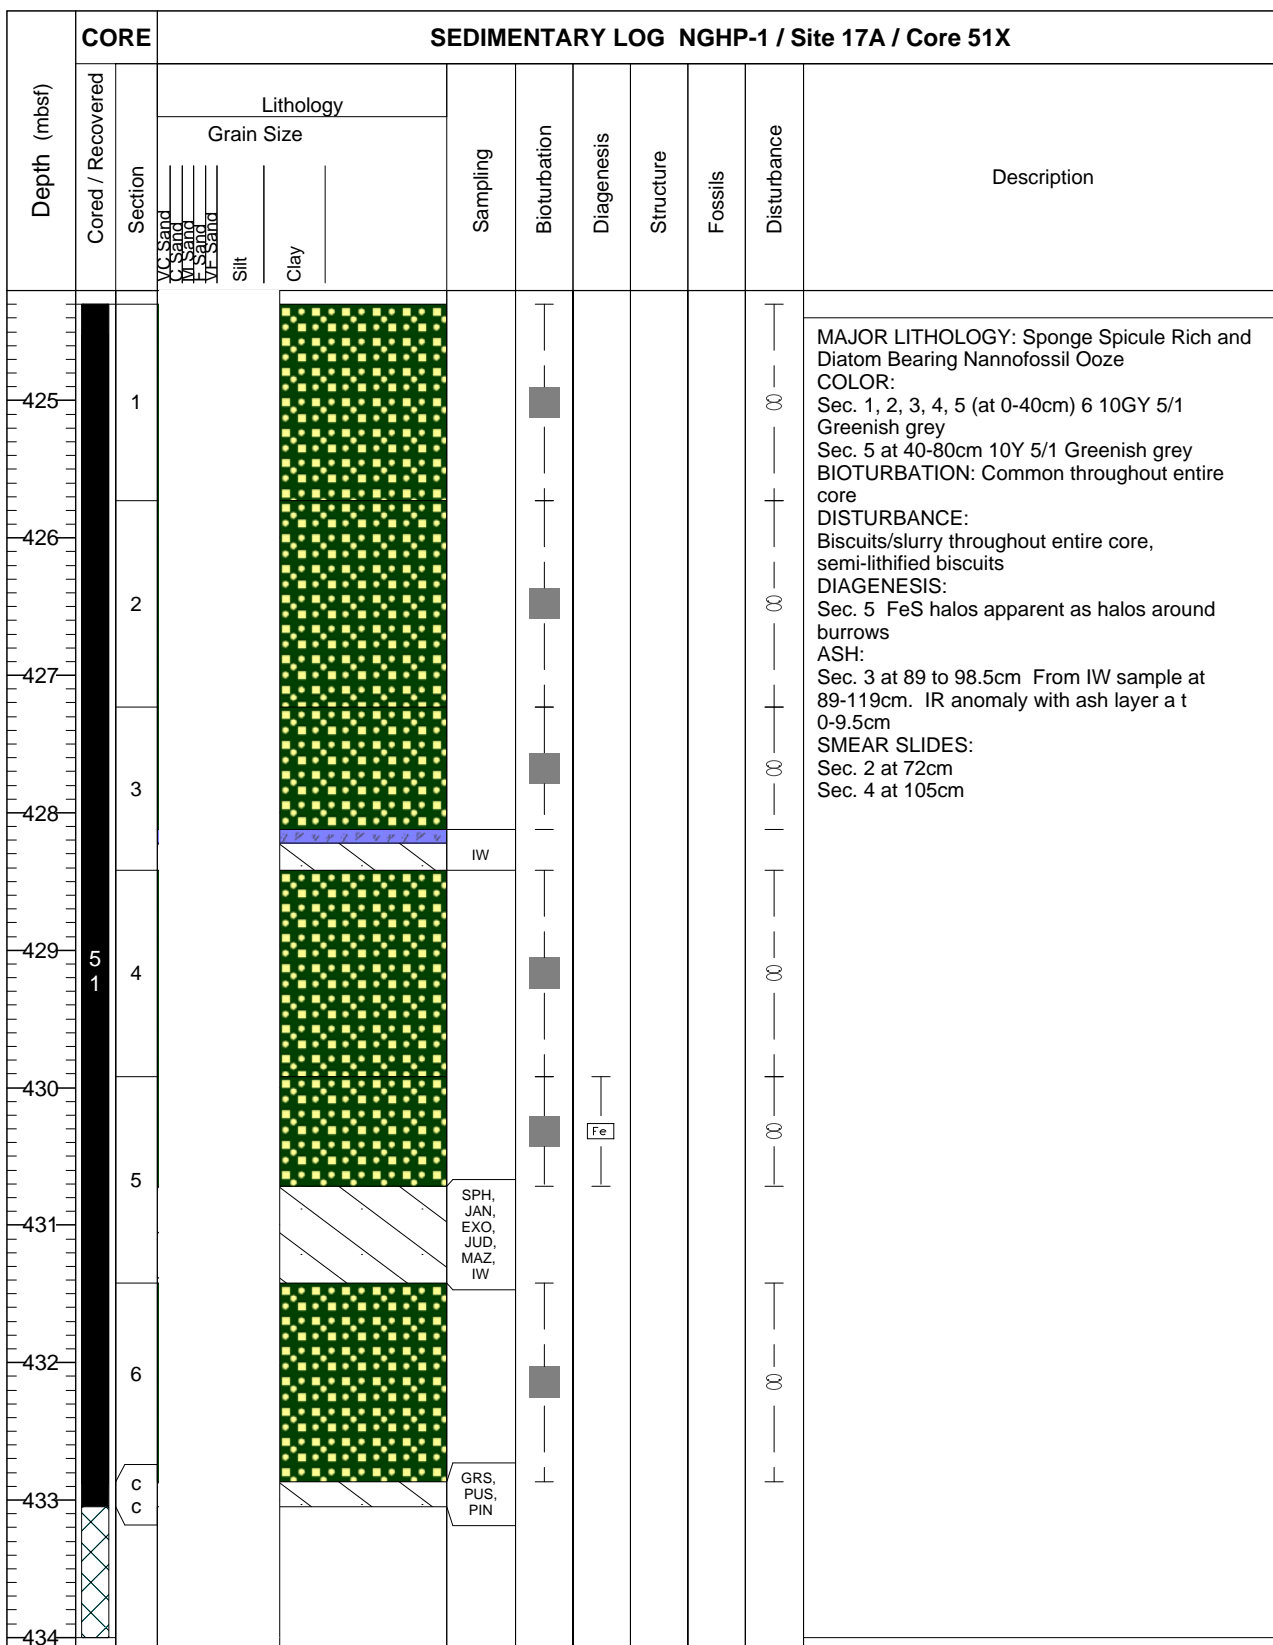 CORE
SEDIMENTARY LOG NGHP-1 / Site 17A / Core 51X
Depth (mbsf)
Cored / Recovered
Section
Lithology
Grain Size
VC Sand
C Sand
M Sand
F Sand
VF Sand
Silt
Clay
Sampling
Bioturbation
Diagenesis
Structure
Fossils
Disturbance
Description
MAJOR LITHOLOGY: Sponge Spicule Rich and
Diatom Bearing Nannofossil Ooze
COLOR:
Sec. 1, 2, 3, 4, 5 (at 0-40cm) 6 10GY 5/1
Greenish grey
Sec. 5 at 40-80cm 10Y 5/1 Greenish grey
BIOTURBATION: Common throughout entire
core
DISTURBANCE:
Biscuits/slurry throughout entire core,
semi-lithified biscuits
DIAGENESIS:
Sec. 5 FeS halos apparent as halos around
burrows
ASH:
Sec. 3 at 89 to 98.5cm From IW sample at
89-119cm. IR anomaly with ash layer a t
0-9.5cm
SMEAR SLIDES:
Sec. 2 at 72cm
Sec. 4 at 105cm
425
1
426
2
427
3
428
IW
429
5
1
4
430
Fe
5
SPH,
JAN,
EXO,
JUD,
MAZ,
IW
431
432
6
c
c
GRS,
PUS,
PIN
433
434